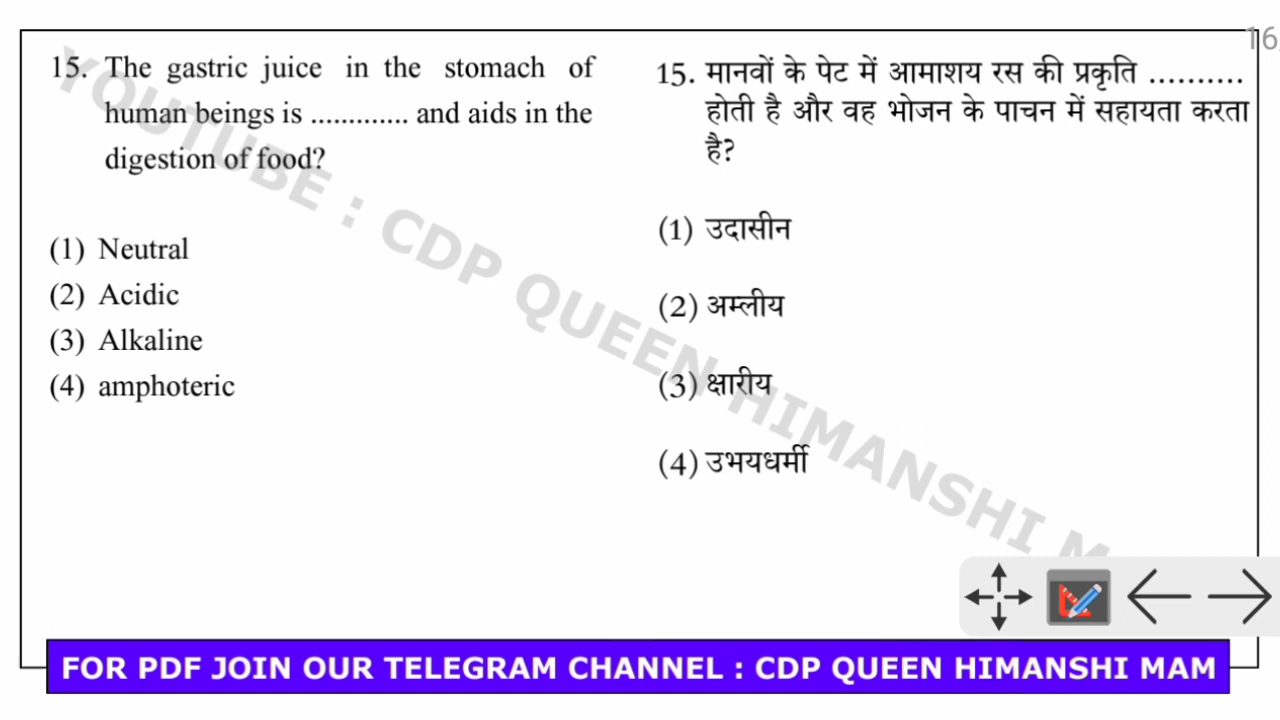 16
15. The gastric juice in the stomach of
human beings is ............. and aids in the
digestion of food?
(1) Neutral
(2) Acidic
(3) Alkaline
(4) amphoteric
15. मानवों के पेट में आमाशय रस की प्रकृति ..........
होती है और वह भोजन के पाचन में सहायता करता
है?
(1) उदासीन
(2) अम्लीय
(3) क्षारीय
(4) उभयधर्मी
YOUTUBE : CDP QUEEN HIMANSHI M
FOR PDF JOIN OUR TELEGRAM CHANNEL : CDP QUEEN HIMANSHI MAM